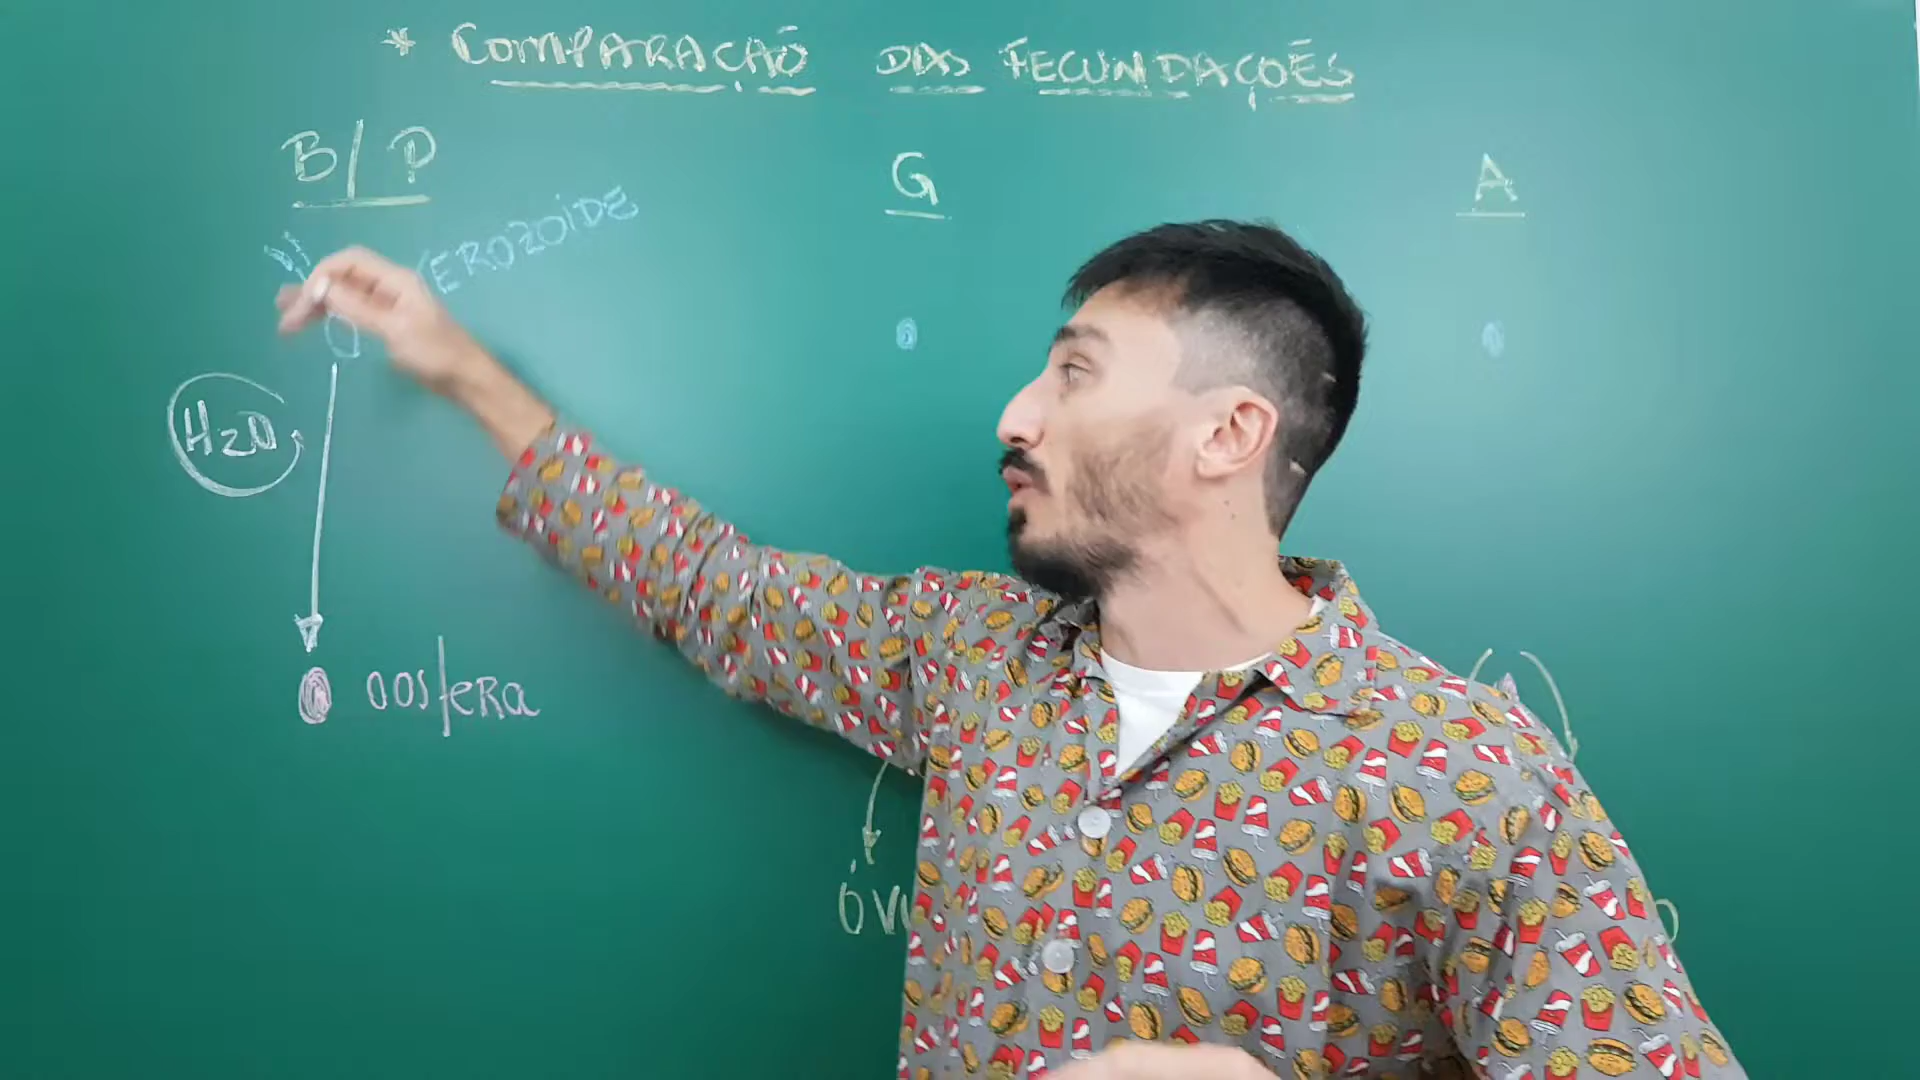 * COMPARAÇÃO DAS FECUNDAÇÕES
B/P
G
A
EROZOIDE
H2O
oosfera
ÓV